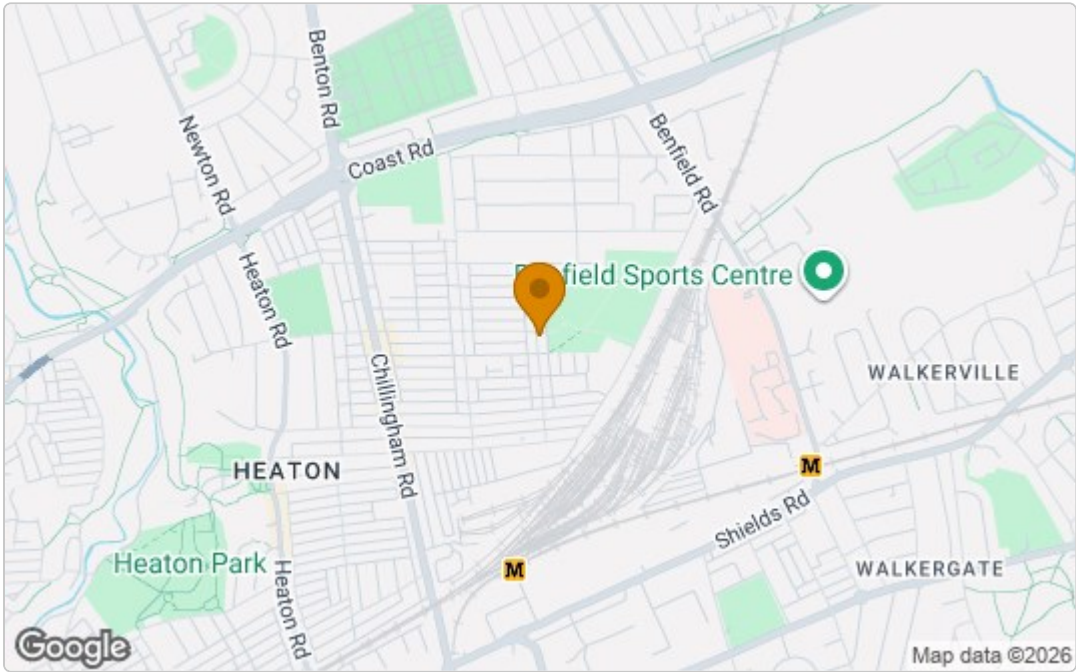 Benton Rd
Newton Rd
Coast Rd
Benfield Rd
Heaton Rd
field Sports Centre
Chillingham Rd
WALKERVILLE
HEATON
M
Shields Rd
Heaton Park
Heaton Rd
M
WALKERGATE
Google
Map data ©2026